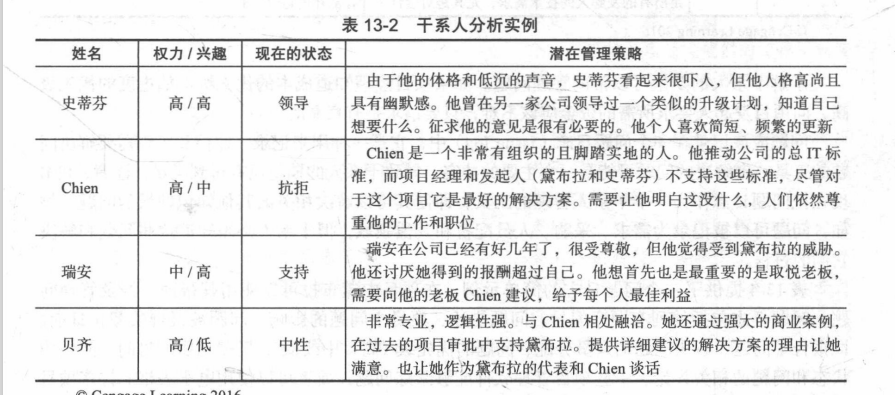 表 13-2 干系人分析实例
姓名 权力/兴趣 现在的状态 潜在管理策略
由于他的体格和低沉的声音，史蒂芬看起来很吓人，但他人格高尚且
具有幽默感。他曾在另一家公司领导过一个类似的升级计划，知道自己
想要什么。征求他的意见是很有必要的。他个人喜欢简短、频繁的更新
史蒂芬 高/高 领导
Chien 是一个非常有组织的且脚踏实地的人。他推动公司的总 IT 标
准，而项目经理和发起人（黛布拉和史蒂芬）不支持这些标准，尽管对
于这个项目它是最好的解决方案。需要让他明白这没什么，人们依然尊
重他的工作和职位
Chien 高/中 抗拒
瑞安在公司已经有好几年了，很受尊敬，但他觉得受到黛布拉的威胁。
他还讨厌她得到的报酬超过自己。他想首先也是最重要的是取悦老板，
需要向他的老板 Chien 建议，给予每个人最佳利益
瑞安 中/高 支持
非常专业，逻辑性强。与 Chien 相处融洽。她还通过强大的商业案例，
在过去的项目审批中支持黛布拉。提供详细建议的解决方案的理由让她
满意。也让她作为黛布拉的代表和 Chien 谈话
贝齐 高/低 中性
© Cengage Learning 2016